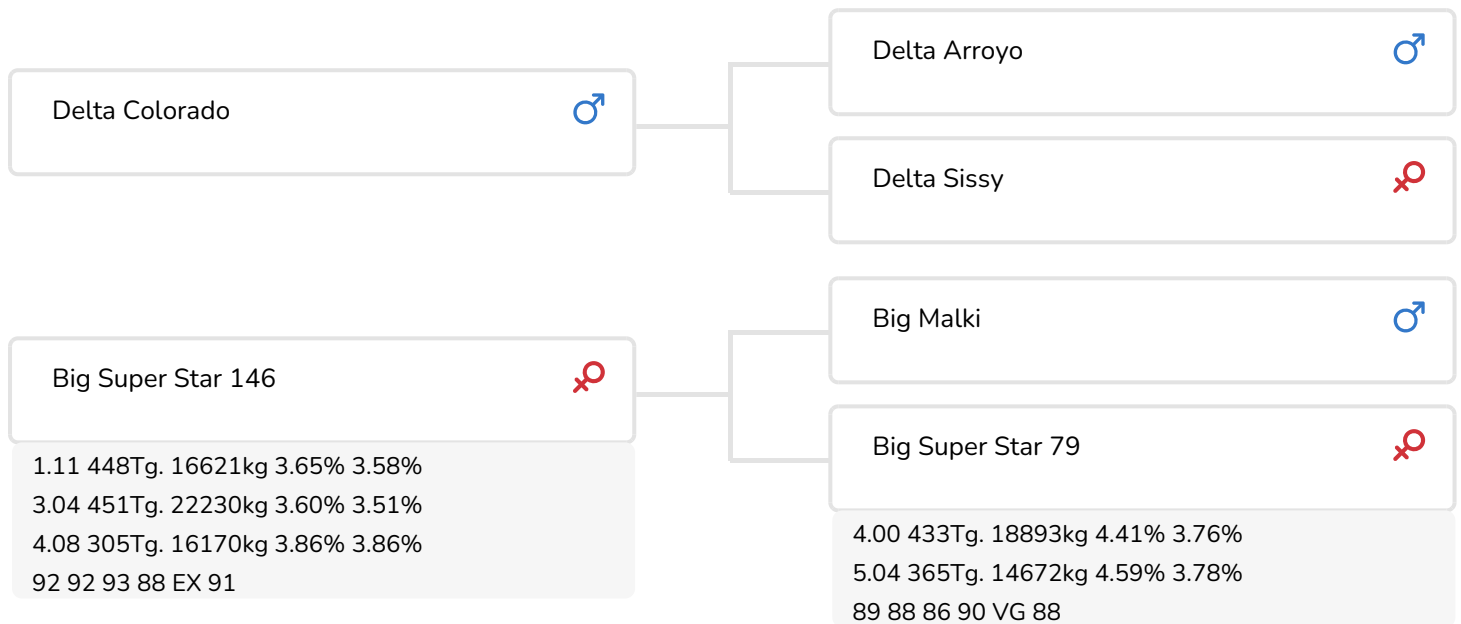 Delta Colorado
Delta Arroyo
Delta Sissy
Big Super Star 146
1.11 448Tg. 16621kg 3.65% 3.58%
3.04 451Tg. 22230kg 3.60% 3.51%
4.08 305Tg. 16170kg 3.86% 3.86%
92 92 93 88 EX 91
Big Malki
Big Super Star 79
4.00 433Tg. 18893kg 4.41% 3.76%
5.04 365Tg. 14672kg 4.59% 3.78%
89 88 86 90 VG 88